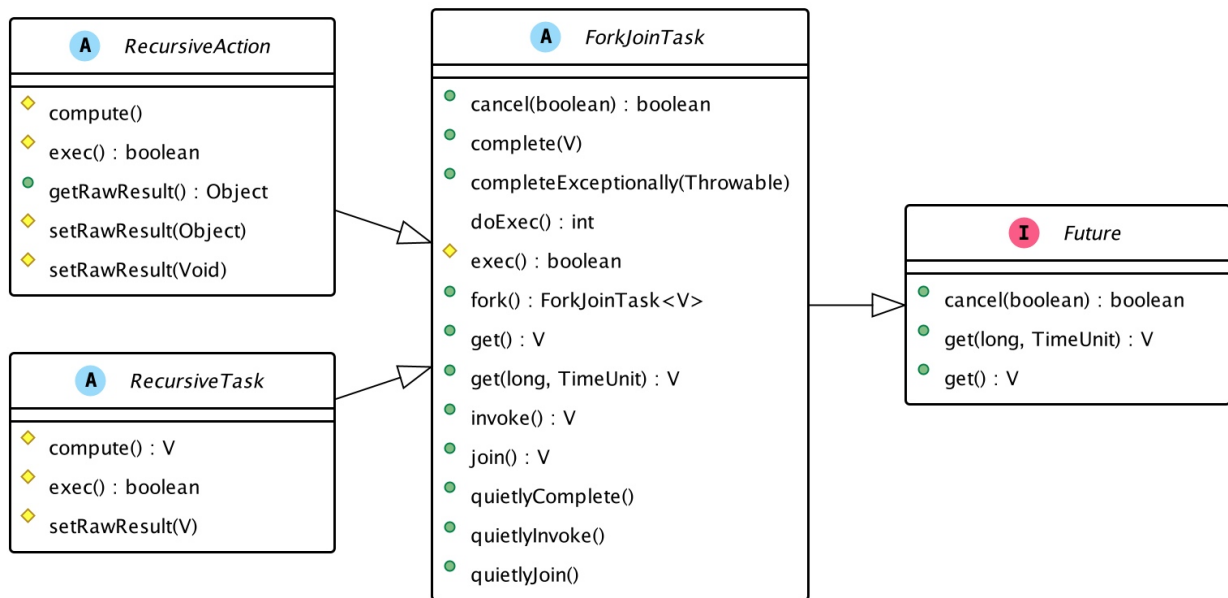 A RecursiveAction
compute()
exec() : boolean
getRawResult() : Object
setRawResult(Object)
setRawResult(Void)
A RecursiveTask
compute() : V
exec() : boolean
setRawResult(V)
A ForkJoinTask
cancel(boolean) : boolean
complete(V)
completeExceptionally(Throwable)
doExec() : int
exec() : boolean
fork() : ForkJoinTask<V>
get() : V
get(long, TimeUnit) : V
invoke() : V
join() : V
quietlyComplete()
quietlyInvoke()
quietlyJoin()
I Future
cancel(boolean) : boolean
get(long, TimeUnit) : V
get() : V